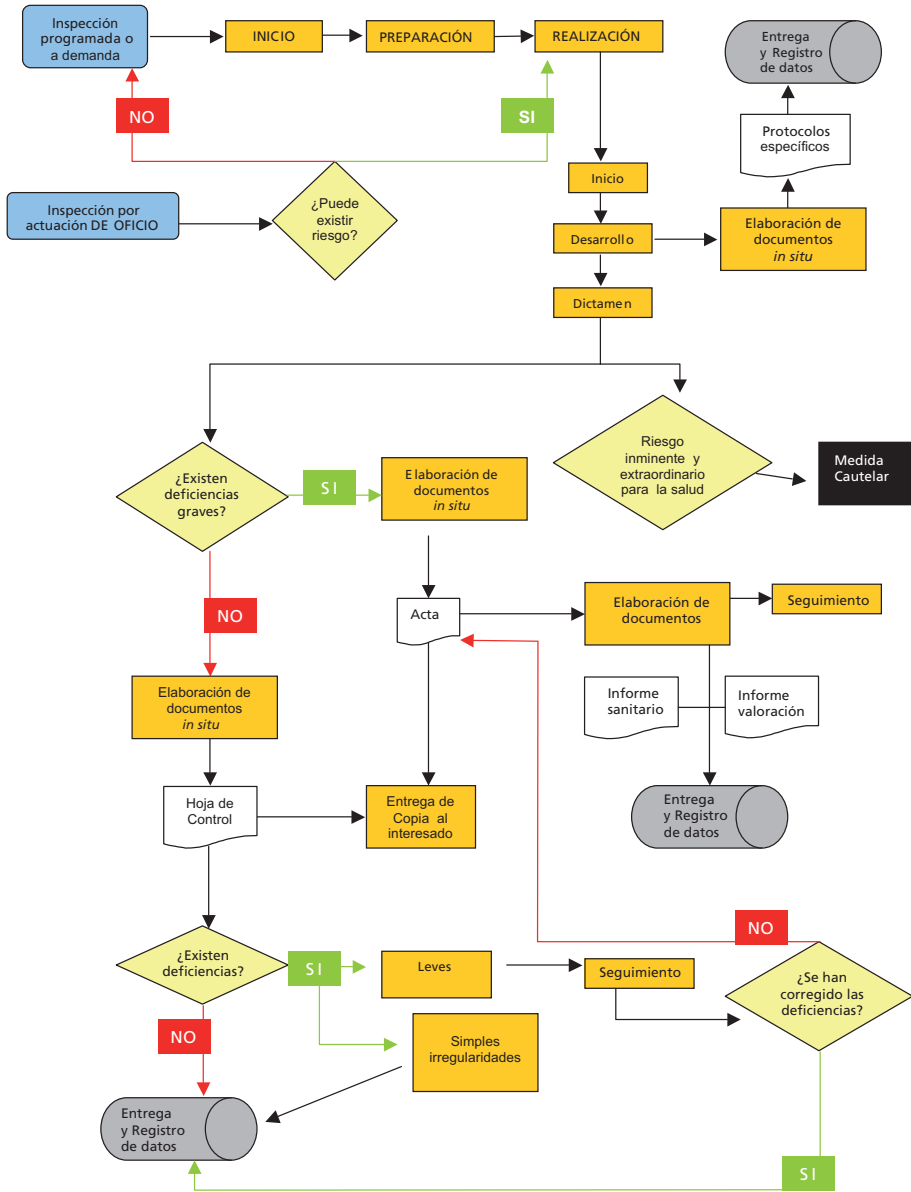 Inspección
programada o
a demanda
INICIO
PREPARACIÓN
REALIZACIÓN
Entrega
y Registro
de datos
NO
SI
Protocolos
específicos
Inspección por
actuación DE OFICIO
¿Puede
existir
riesgo?
Inicio
Desarrollo
Elaboración de
documentos
in situ
Dictamen
¿Existen
deficiencias
graves?
SI
Elaboración de
documentos
in situ
Riesgo
inminente y
extraordinario
para la salud
Medida
Cautelar
NO
Acta
Elaboración de
documentos
Seguimiento
Elaboración de
documentos
in situ
Informe
sanitario
Informe
valoración
Hoja de
Control
Entrega de
Copia al
interesado
Entrega
y Registro
de datos
¿Existen
deficiencias?
SI
Leves
Seguimiento
NO
¿Se han
corregido las
deficiencias?
NO
Simples
irregularidades
Entrega
y Registro
de datos
SI